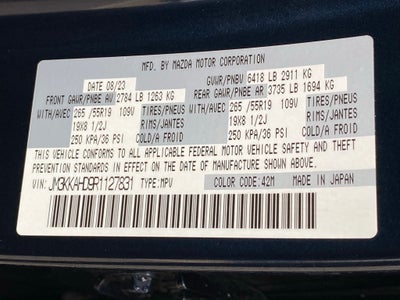 MFD. BY MAZDA MOTOR CORPORATION
DATE 08/23 GVWR/PNBV 6418 LB 2911 KG
FRONT GAWR/PNBE AV 2784 LB 1263 KG REAR GAWR/PNBE AR 3735 LB 1694 KG
WITH/AVEC 265 /55R19 109V TIRES/PNEUS WITH/AVEC 265 /55R19 109V TIRES/PNEUS
19X8 1/2J RIMS/JANTES 19X8 1/2J RIMS/JANTES
250 KPA/36 PSI COLD/A FROID 250 KPA/36 PSI COLD/A FROID
THIS VEHICLE CONFORMS TO ALL APPLICABLE FEDERAL MOTOR VEHICLE SAFETY AND THEFT
PREVENTION STANDARDS IN EFFECT ON THE DATE OF MANUFACTURE SHOWN ABOVE.
VIN: JM3KKAHD9R1127831 TYPE:MPV COLOR CODE:42M MADE IN JAPAN